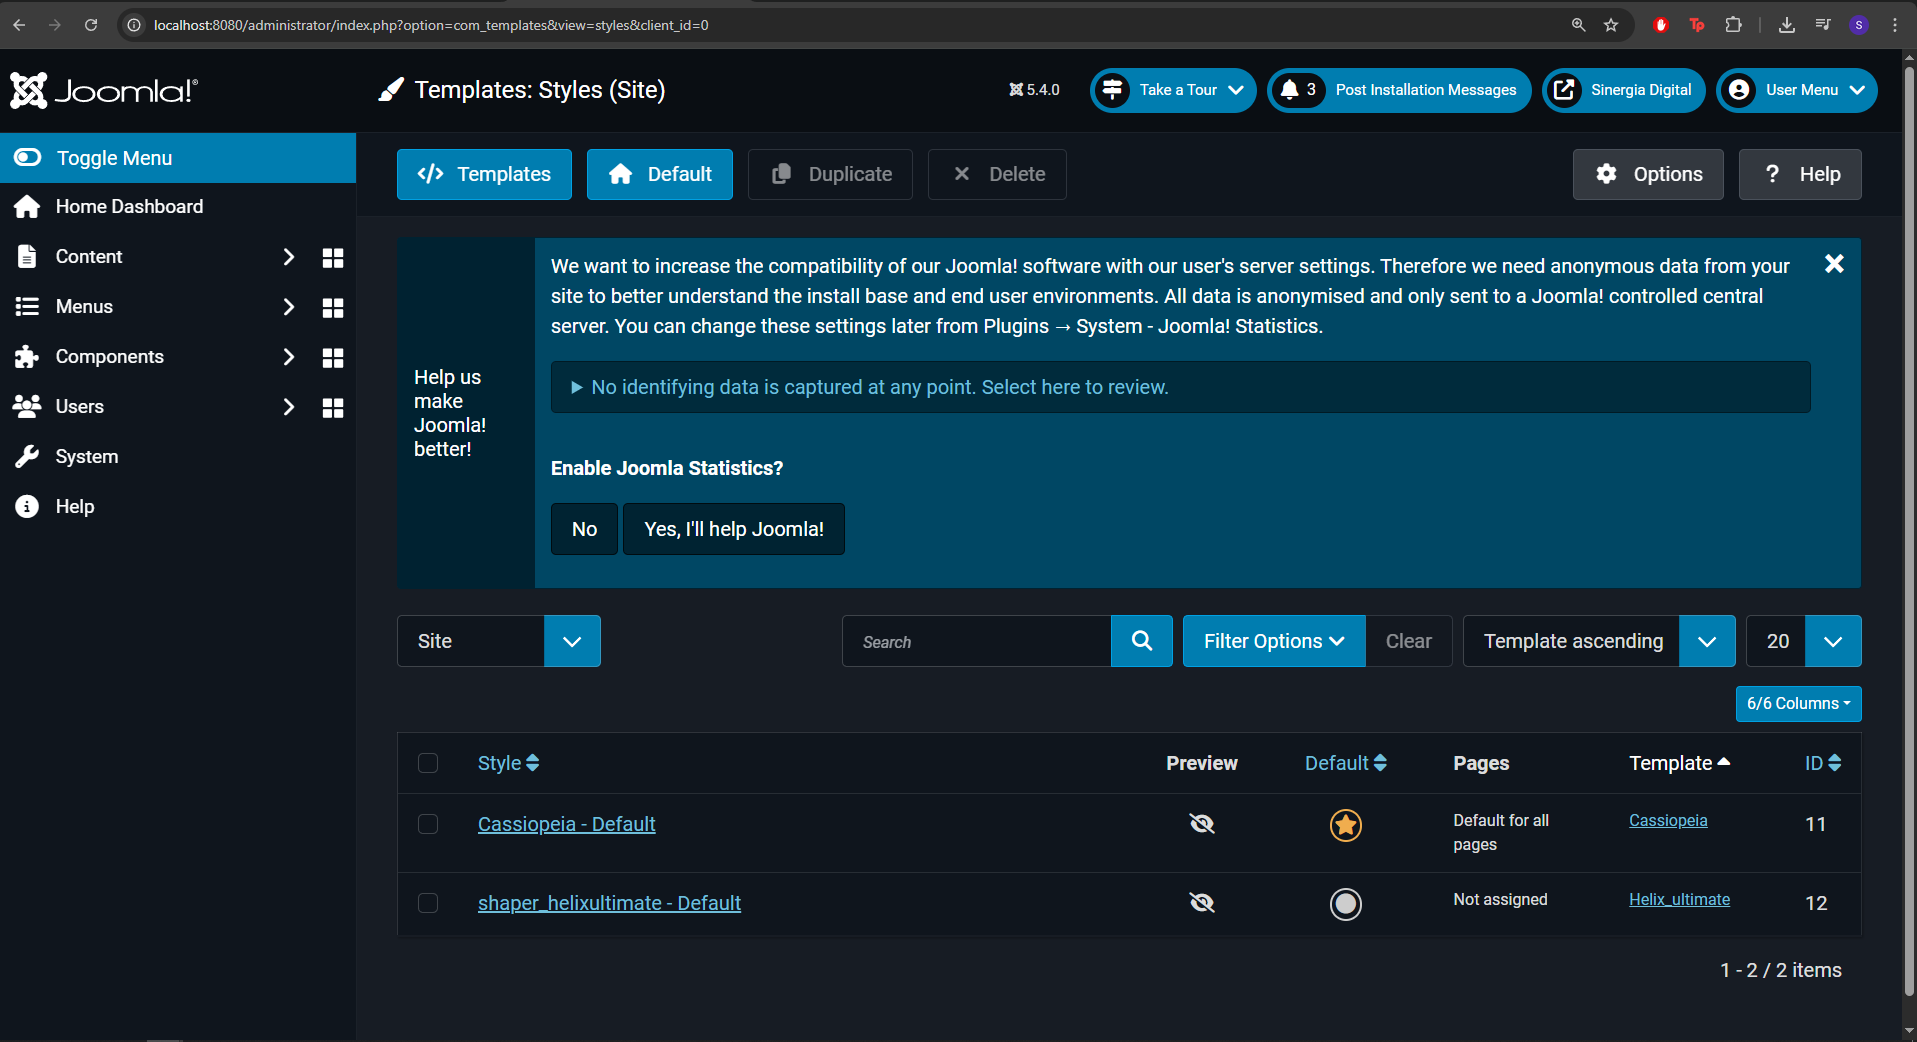 localhost:8080/administrator/index.php?option=com_templates&view=styles&client_id=0
Tp
S
Joomla!®
Templates: Styles (Site)
5.4.0
Take a Tour
3 Post Installation Messages
Sinergia Digital
User Menu
Toggle Menu
Home Dashboard
Content
Menus
Components
Users
System
Help
Templates
Default
Duplicate
Delete
Options
? Help
Help us
make
Joomla!
better!
We want to increase the compatibility of our Joomla! software with our user's server settings. Therefore we need anonymous data from your
site to better understand the install base and end user environments. All data is anonymised and only sent to a Joomla! controlled central
server. You can change these settings later from Plugins → System - Joomla! Statistics.
No identifying data is captured at any point. Select here to review.
Enable Joomla Statistics?
No
Yes, I'll help Joomla!
Site
Search
Filter Options
Clear
Template ascending
20
6/6 Columns
Style Preview Default Pages Template ID
Cassiopeia - Default
Default for all
pages
Cassiopeia
11
shaper_helixultimate - Default
Not assigned
Helix_ultimate
12
1 - 2 / 2 items